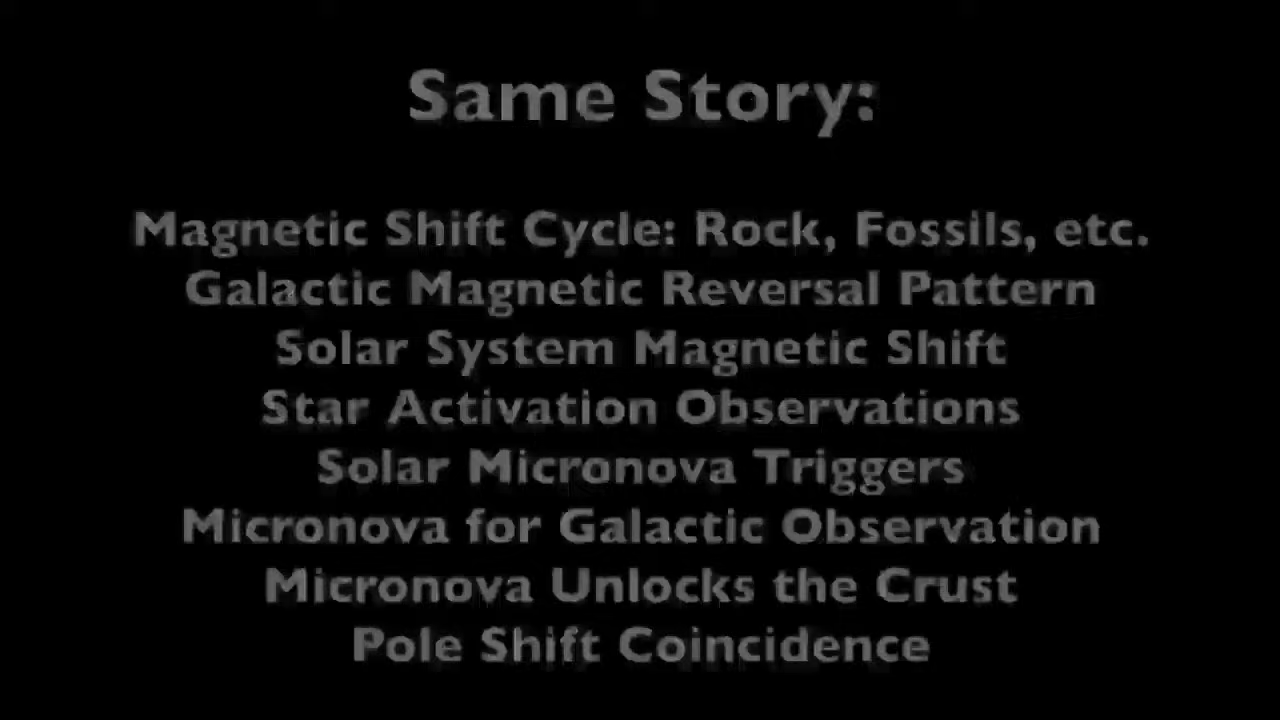 Same Story:
Magnetic Shift Cycle: Rock, Fossils, etc.
Galactic Magnetic Reversal Pattern
Solar System Magnetic Shift
Star Activation Observations
Solar Micronova Triggers
Micronova for Galactic Observation
Micronova Unlocks the Crust
Pole Shift Coincidence